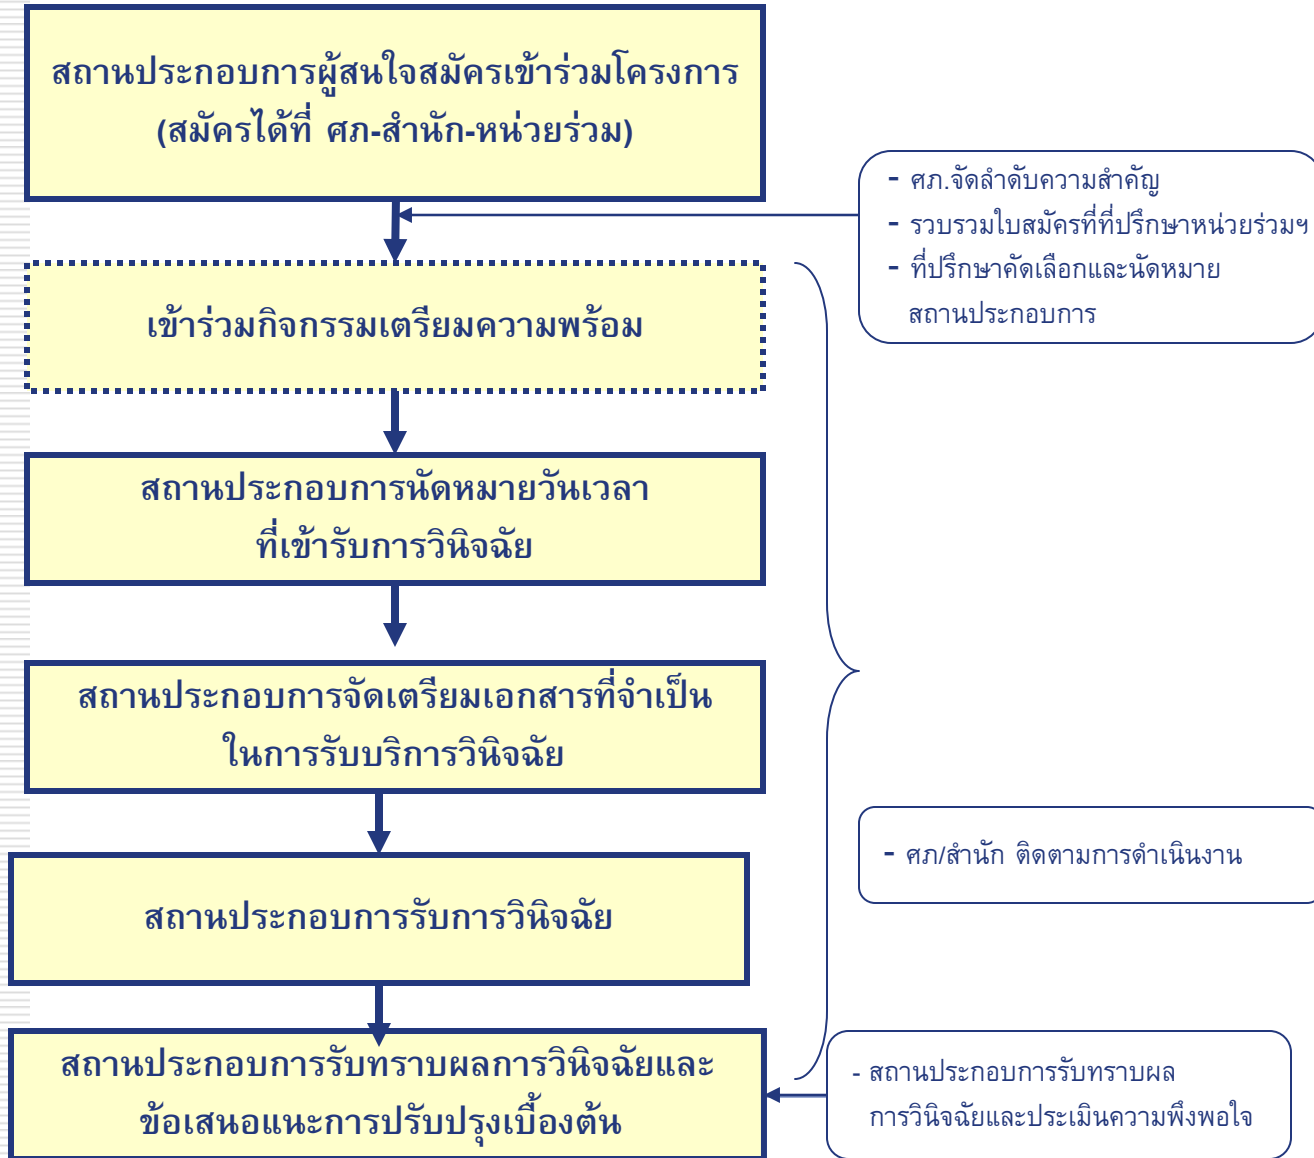 สถานประกอบการผู้สนใจสมัครเข้าร่วมโครงการ
(สมัครได้ที่ ศภ-สำนัก-หน่วยร่วม)
- ศภ.จัดลำดับความสำคัญ
- รวบรวมใบสมัครที่ที่ปรึกษาหน่วยร่วมฯ
- ที่ปรึกษาคัดเลือกและนัดหมาย
สถานประกอบการ
เข้าร่วมกิจกรรมเตรียมความพร้อม
สถานประกอบการนัดหมายวันเวลา
ที่เข้ารับการวินิจฉัย
สถานประกอบการจัดเตรียมเอกสารที่จำเป็น
ในการรับบริการวินิจฉัย
- ศภ/สำนัก ติดตามการดำเนินงาน
สถานประกอบการรับการวินิจฉัย
สถานประกอบการรับทราบผลการวินิจฉัยและ
ข้อเสนอแนะการปรับปรุงเบื้องต้น
- สถานประกอบการรับทราบผล
การวินิจฉัยและประเมินความพึงพอใจ